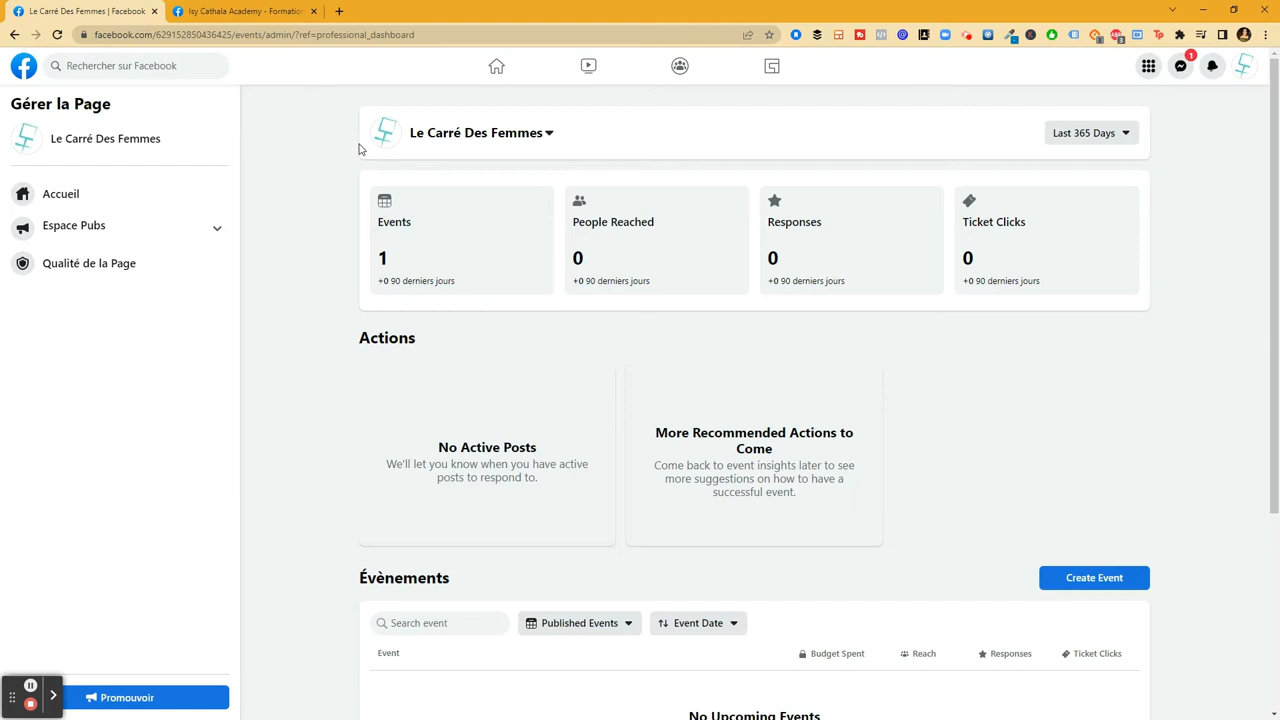 Le Carré Des Femmes | Facebook
Isy Cathala Academy - Formation
facebook.com/629152850436425/events/admin/?ref=professional_dashboard
Rechercher sur Facebook
1
Gérer la Page
Le Carré Des Femmes
Accueil
Espace Pubs
Qualité de la Page
Promouvoir
Le Carré Des Femmes
Last 365 Days
Events
1
+0 90 derniers jours
People Reached
0
+0 90 derniers jours
Responses
0
+0 90 derniers jours
Ticket Clicks
0
+0 90 derniers jours
Actions
No Active Posts
We'll let you know when you have active
posts to respond to.
More Recommended Actions to
Come
Come back to event insights later to see
more suggestions on how to have a
successful event.
Évènements
Create Event
Search event
Published Events
Event Date
Event
Budget Spent
Reach
Responses
Ticket Clicks
No Upcoming Events